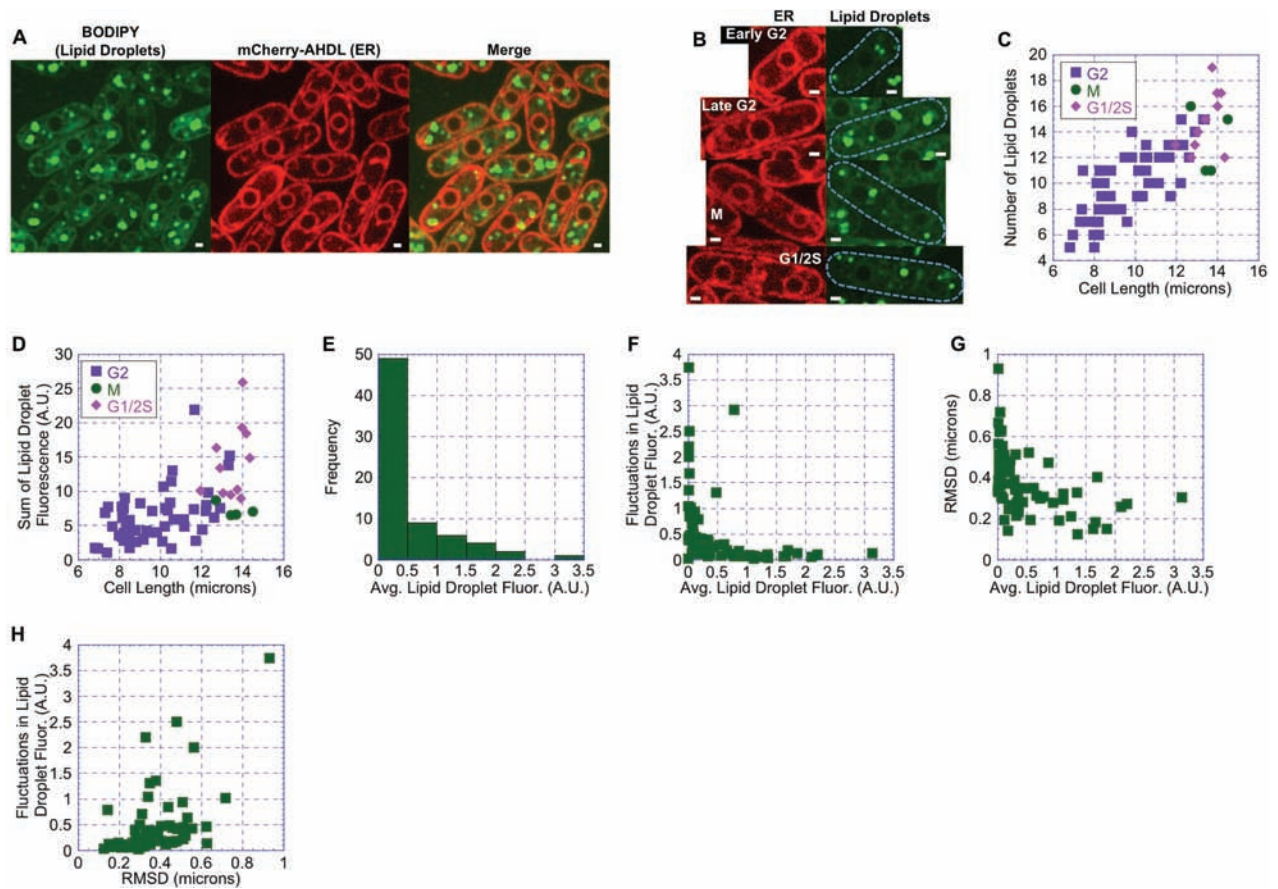 A
BODIPY
(Lipid Droplets)
mCherry-AHDL (ER)
Merge
B
ER
Lipid Droplets
Early G2
Late G2
M
G1/2S
C
Number of Lipid Droplets
20
18
16
14
12
10
8
6
4
G2
M
G1/2S
6 8 10 12 14 16
Cell Length (microns)
D
Sum of Lipid Droplet
Fluorescence (A.U.)
30
25
20
15
10
5
0
G2
M
G1/2S
6 8 10 12 14 16
Cell Length (microns)
E
Frequency
50
40
30
20
10
0
0 0.5 1 1.5 2 2.5 3 3.5
Avg. Lipid Droplet Fluor. (A.U.)
F
Fluctuations in Lipid
Droplet Fluor. (A.U.)
4
3.5
3
2.5
2
1.5
1
0.5
0
0 0.5 1 1.5 2 2.5 3 3.5
Avg. Lipid Droplet Fluor. (A.U.)
G
RMSD (microns)
1
0.8
0.6
0.4
0.2
0
0 0.5 1 1.5 2 2.5 3 3.5
Avg. Lipid Droplet Fluor. (A.U.)
H
Fluctuations in Lipid
Droplet Fluor. (A.U.)
4
3.5
3
2.5
2
1.5
1
0.5
0
0 0.2 0.4 0.6 0.8 1
RMSD (microns)